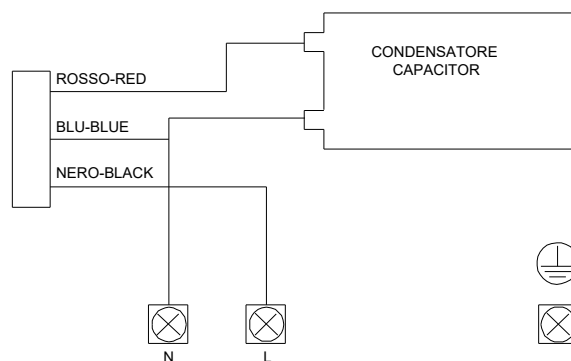 CONDENSATORE
CAPACITOR
ROSSO-RED
BLU-BLUE
NERO-BLACK
N
L